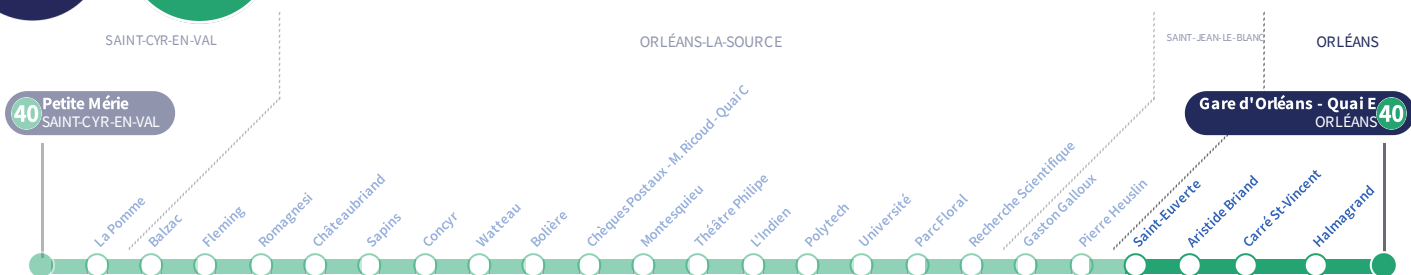 SAINT-CYR-EN-VAL
ORLÉANS-LA-SOURCE
SAINT-JEAN-LE-BLANC
ORLÉANS
40
Petite Mérie
SAINT-CYR-EN-VAL
Gare d'Orléans - Quai E
ORLÉANS
40
La Pomme
Balzac
Fleming
Romagnesi
Châteaubriand
Sapins
Concyr
Watteau
Bolière
Chèques Postaux - M. Ricoud - Quai C
Montesquieu
Théâtre Philipe
L'Indien
Polytech
Université
Parc Floral
Recherche Scientifique
Gaston Galloux
Pierre Heuslin
Saint-Euverte
Aristide Briand
Carré St-Vincent
Halmagrand